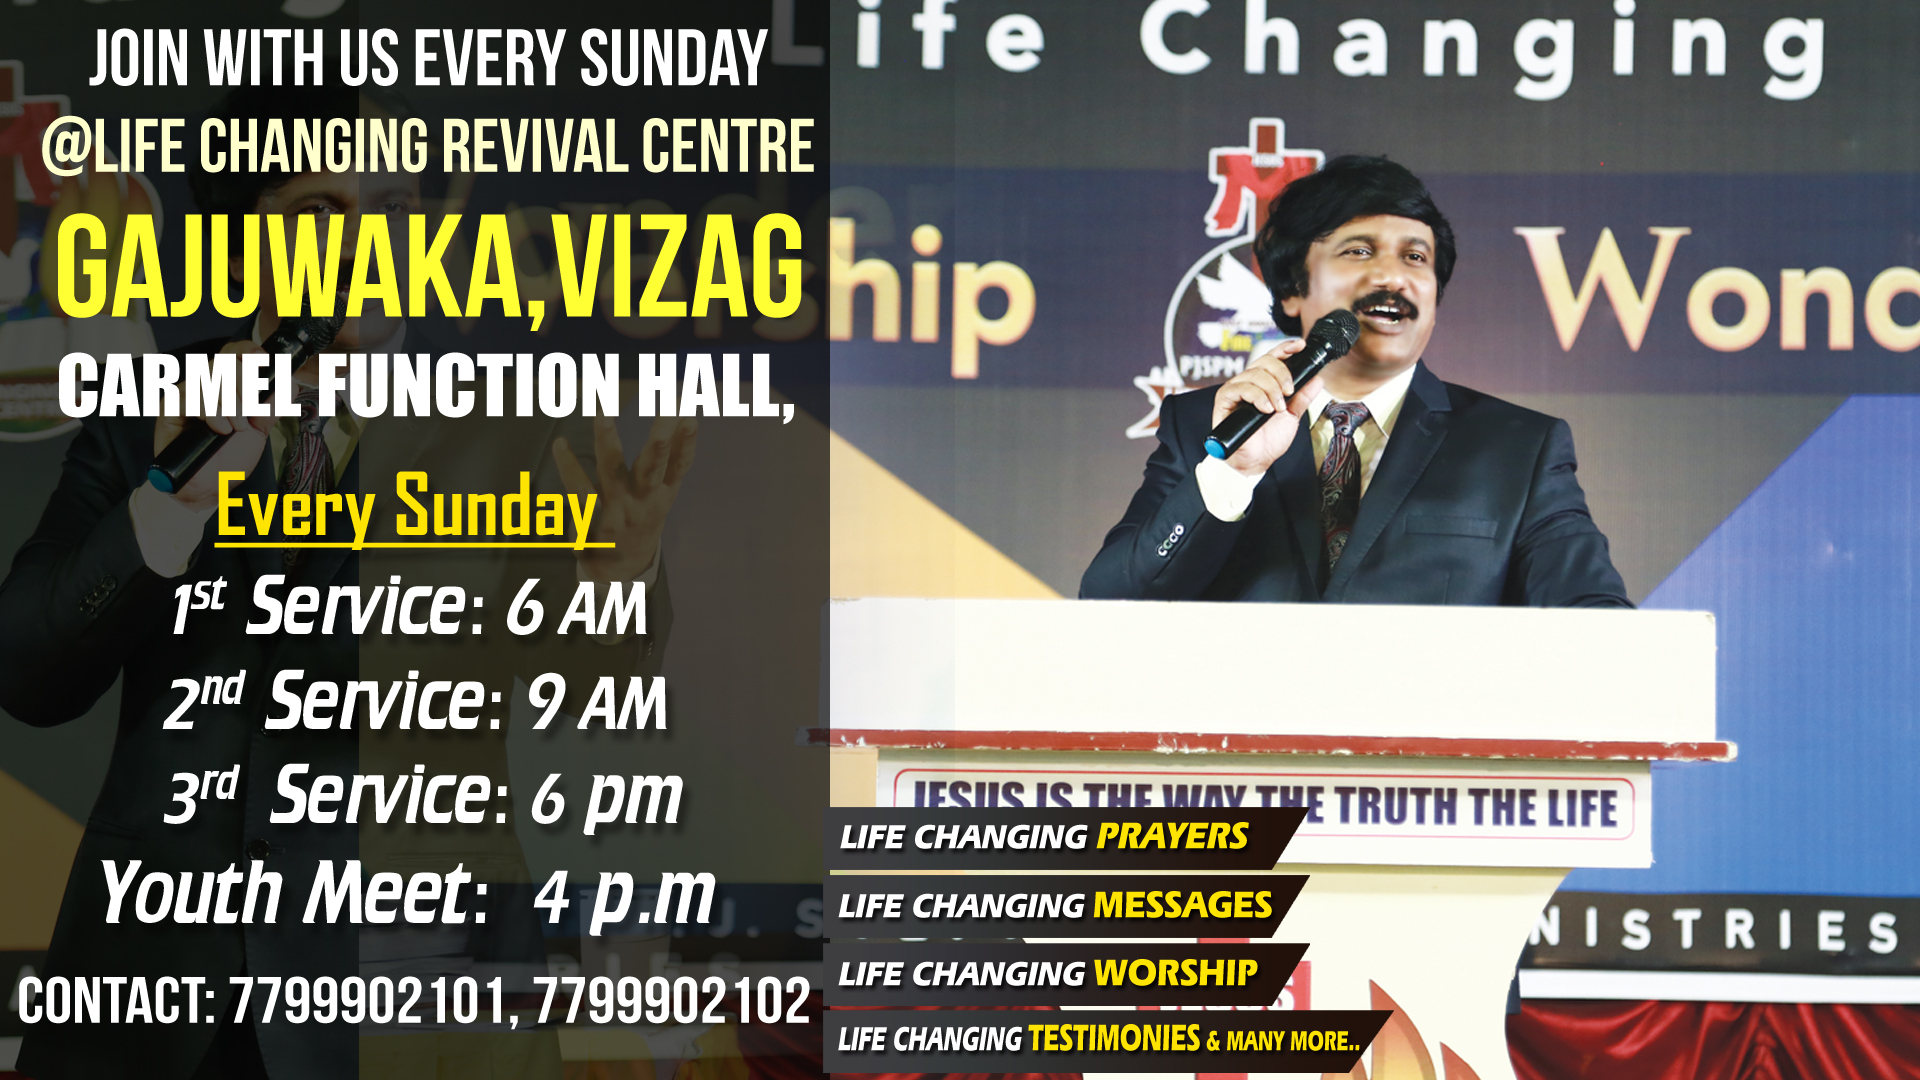 JOIN WITH US EVERY SUNDAY
@LIFE CHANGING REVIVAL CENTRE
GAJUWAKA,VIZAG
CARMEL FUNCTION HALL,
Every Sunday
1st Service: 6 AM
2nd Service: 9 AM
3rd Service: 6 pm
Youth Meet: 4 p.m
CONTACT: 7799902101, 7799902102
Life Changing
hip
Wond
PJSPM
JESUS IS THE WAY THE TRUTH THE LIFE
LIFE CHANGING PRAYERS
LIFE CHANGING MESSAGES
NISTRIES
LIFE CHANGING WORSHIP
LIFE CHANGING TESTIMONIES & MANY MORE..